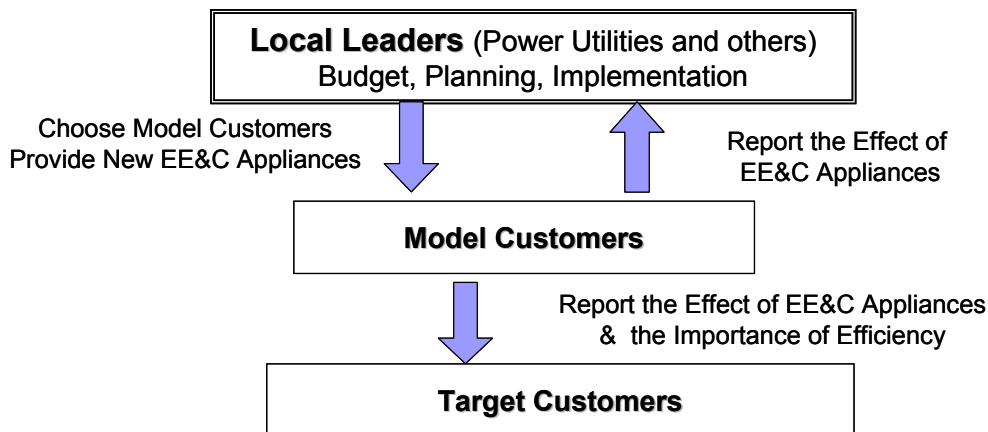 Local Leaders (Power Utilities and others)
Budget, Planning, Implementation
Choose Model Customers
Provide New EE&C Appliances
Report the Effect of
EE&C Appliances
Model Customers
Report the Effect of EE&C Appliances
& the Importance of Efficiency
Target Customers